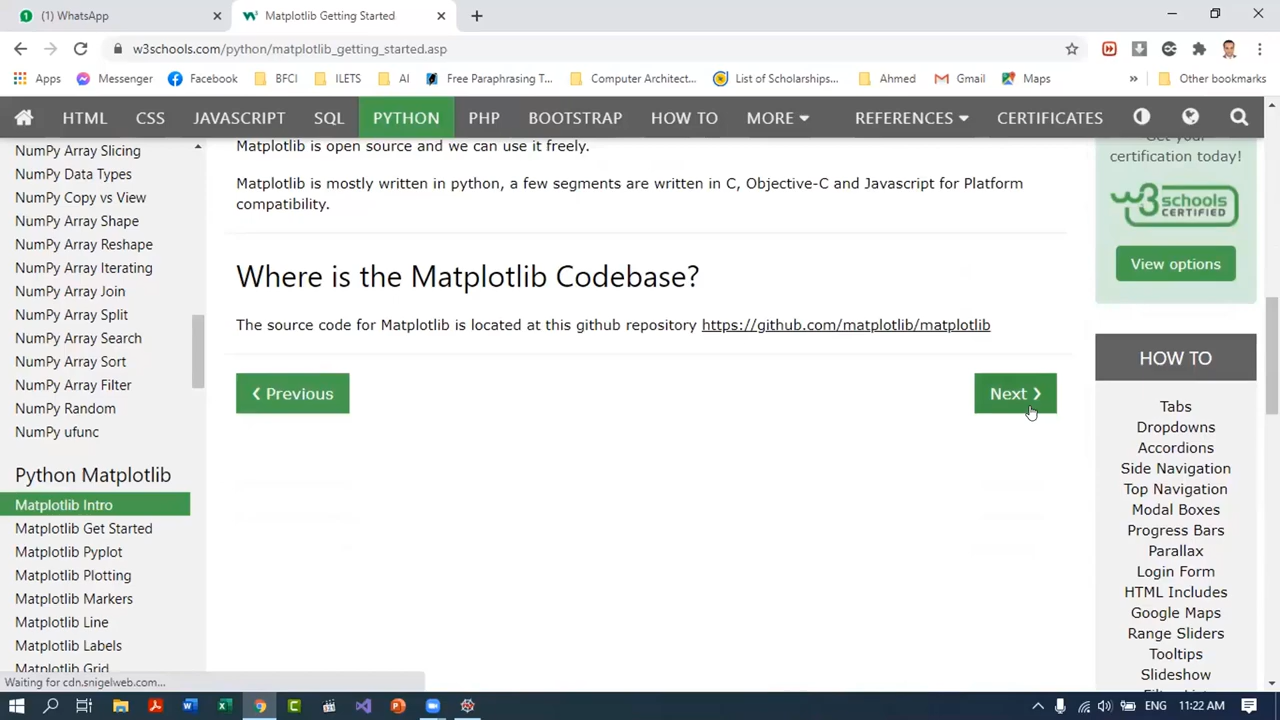 (1) WhatsApp
Matplotlib Getting Started
w3schools.com/python/matplotlib_getting_started.asp
Apps Messenger Facebook BFCI ILETS AI Free Paraphrasing T... Computer Architect... List of Scholarships... Ahmed Gmail Maps » Other bookmarks
HTML CSS JAVASCRIPT SQL PYTHON PHP BOOTSTRAP HOW TO MORE REFERENCES CERTIFICATES
NumPy Array Slicing
NumPy Data Types
NumPy Copy vs View
NumPy Array Shape
NumPy Array Reshape
NumPy Array Iterating
NumPy Array Join
NumPy Array Split
NumPy Array Search
NumPy Array Sort
NumPy Array Filter
NumPy Random
NumPy ufunc
Python Matplotlib
Matplotlib Intro
Matplotlib Get Started
Matplotlib Pyplot
Matplotlib Plotting
Matplotlib Markers
Matplotlib Line
Matplotlib Labels
Matplotlib Grid
Matplotlib is open source and we can use it freely.
Matplotlib is mostly written in python, a few segments are written in C, Objective-C and Javascript for Platform
compatibility.
Where is the Matplotlib Codebase?
The source code for Matplotlib is located at this github repository https://github.com/matplotlib/matplotlib
❮ Previous
Next ❯
Get your
certification today!
w3schools
CERTIFIED
View options
HOW TO
Tabs
Dropdowns
Accordions
Side Navigation
Top Navigation
Modal Boxes
Progress Bars
Parallax
Login Form
HTML Includes
Google Maps
Range Sliders
Tooltips
Slideshow
Waiting for cdn.snigelweb.com...
ENG 11:22 AM